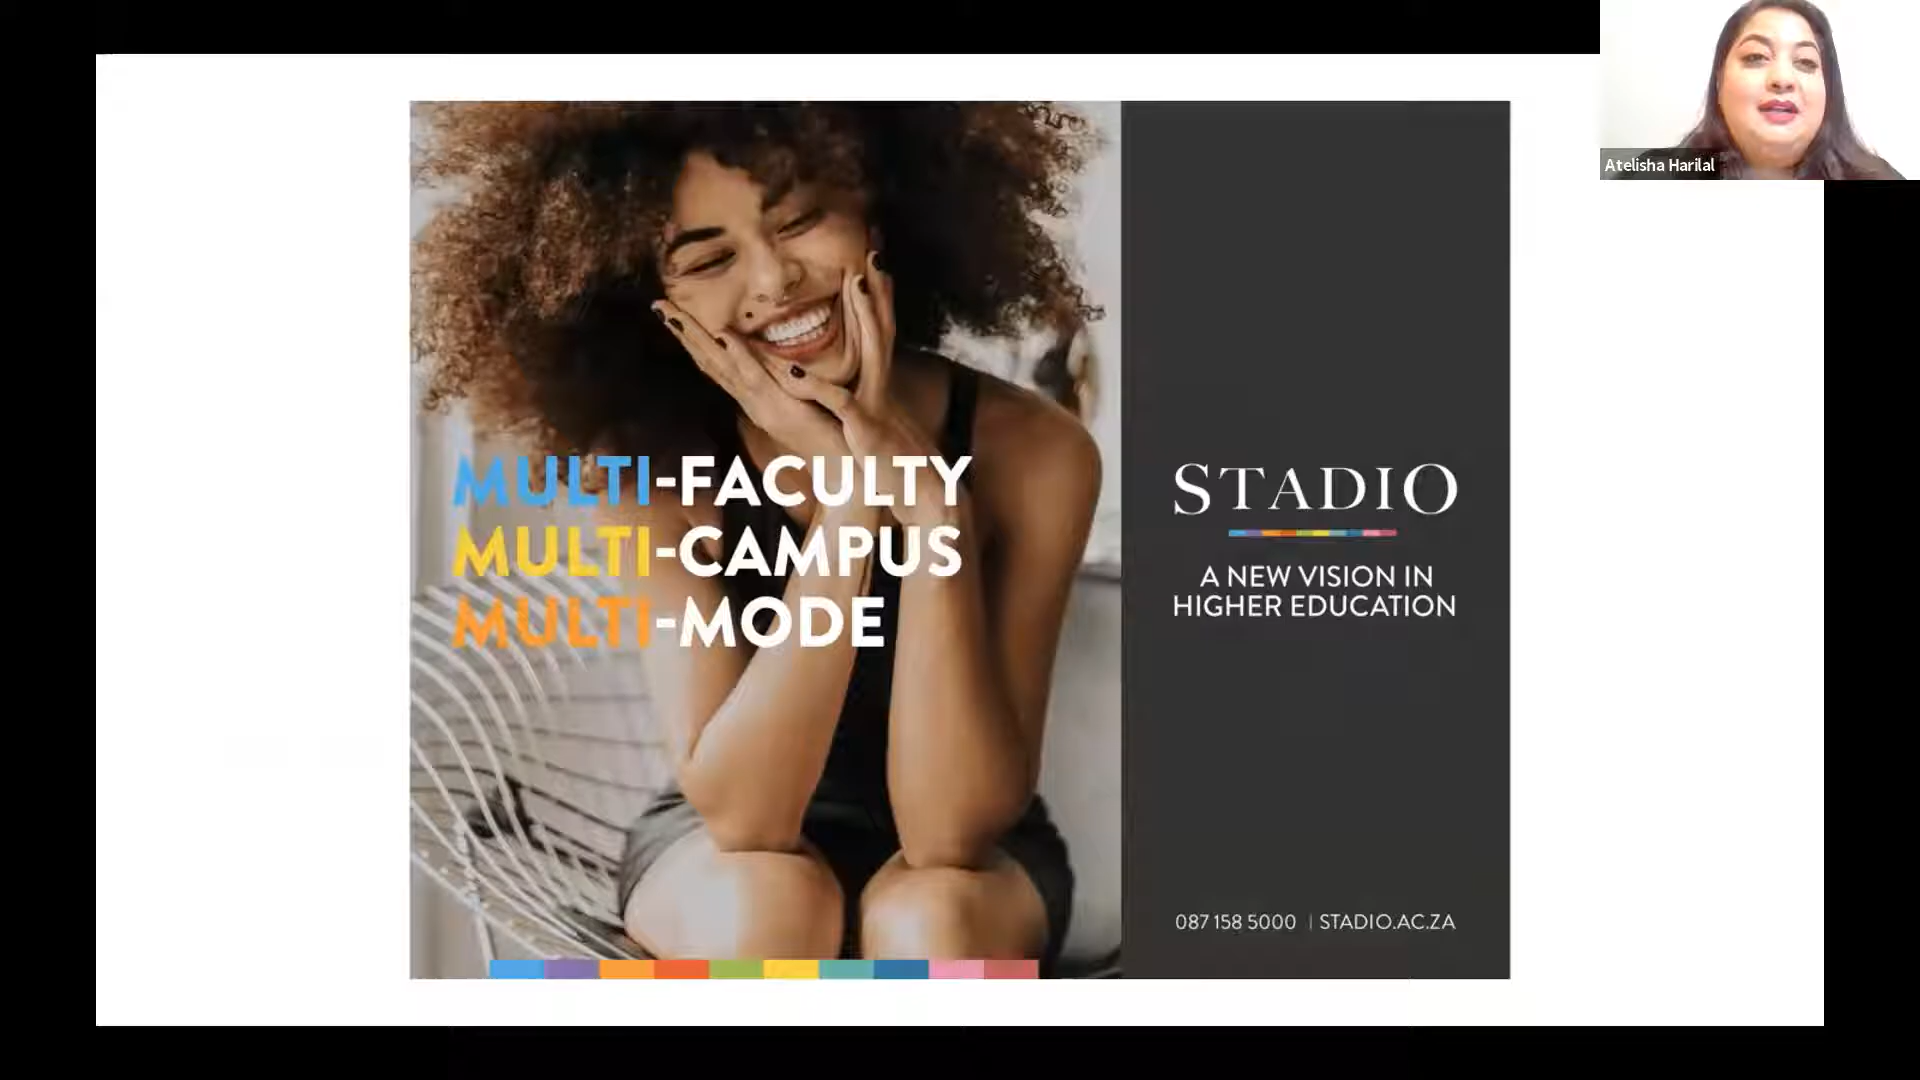 Atelisha Harilal
MULTI-FACULTY
MULTI-CAMPUS
MULTI-MODE
STADIO
A NEW VISION IN
HIGHER EDUCATION
087 158 5000 | STADIO.AC.ZA